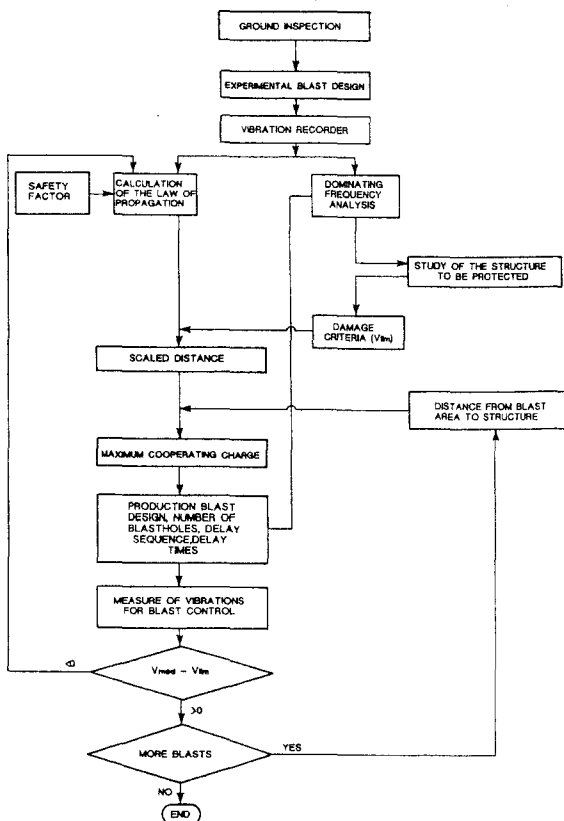 GROUND INSPECTION
EXPERIMENTAL BLAST DESIGN
VIBRATION RECORDER
SAFETY
FACTOR
CALCULATION
OF THE LAW OF
PROPAGATION
DOMINATING
FREQUENCY
ANALYSIS
STUDY OF THE STRUCTURE
TO BE PROTECTED
DAMAGE
CRITERIA (Vlim)
SCALED DISTANCE
DISTANCE FROM BLAST
AREA TO STRUCTURE
MAXIMUM COOPERATING CHARGE
PRODUCTION BLAST
DESIGN, NUMBER OF
BLASTHOLES, DELAY
SEQUENCE,DELAY
TIMES
MEASURE OF VIBRATIONS
FOR BLAST CONTROL
Vmed - Vlim
>0
MORE BLASTS
YES
NO
END